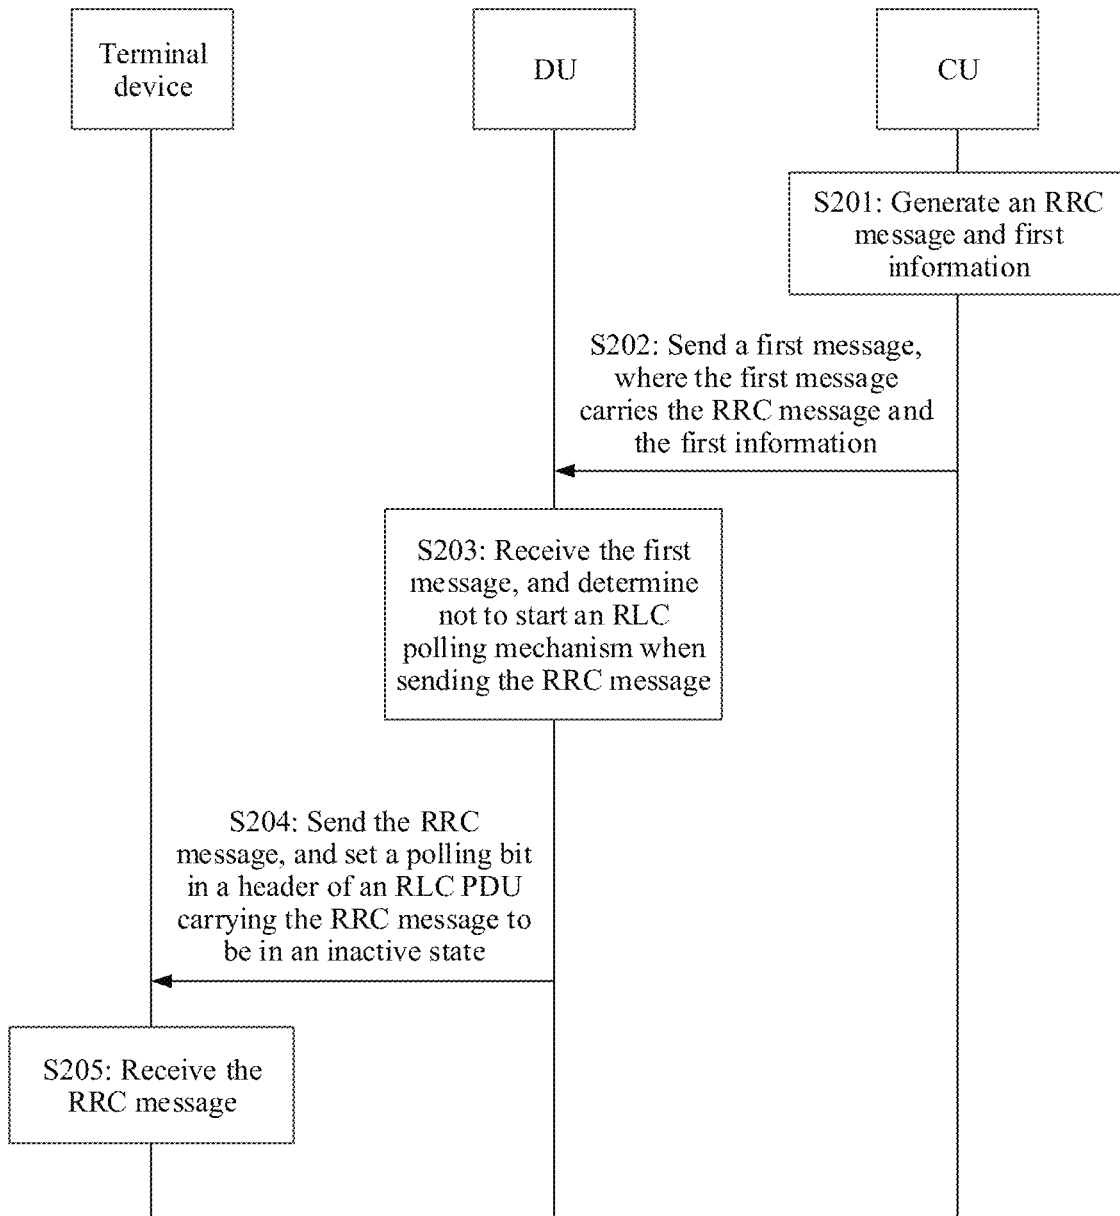 Terminal
device
DU
CU
S201: Generate an RRC
message and first
information
S202: Send a first message,
where the first message
carries the RRC message and
the first information
S203: Receive the first
message, and determine
not to start an RLC
polling mechanism when
sending the RRC message
S204: Send the RRC
message, and set a polling bit
in a header of an RLC PDU
carrying the RRC message to
be in an inactive state
S205: Receive the
RRC message